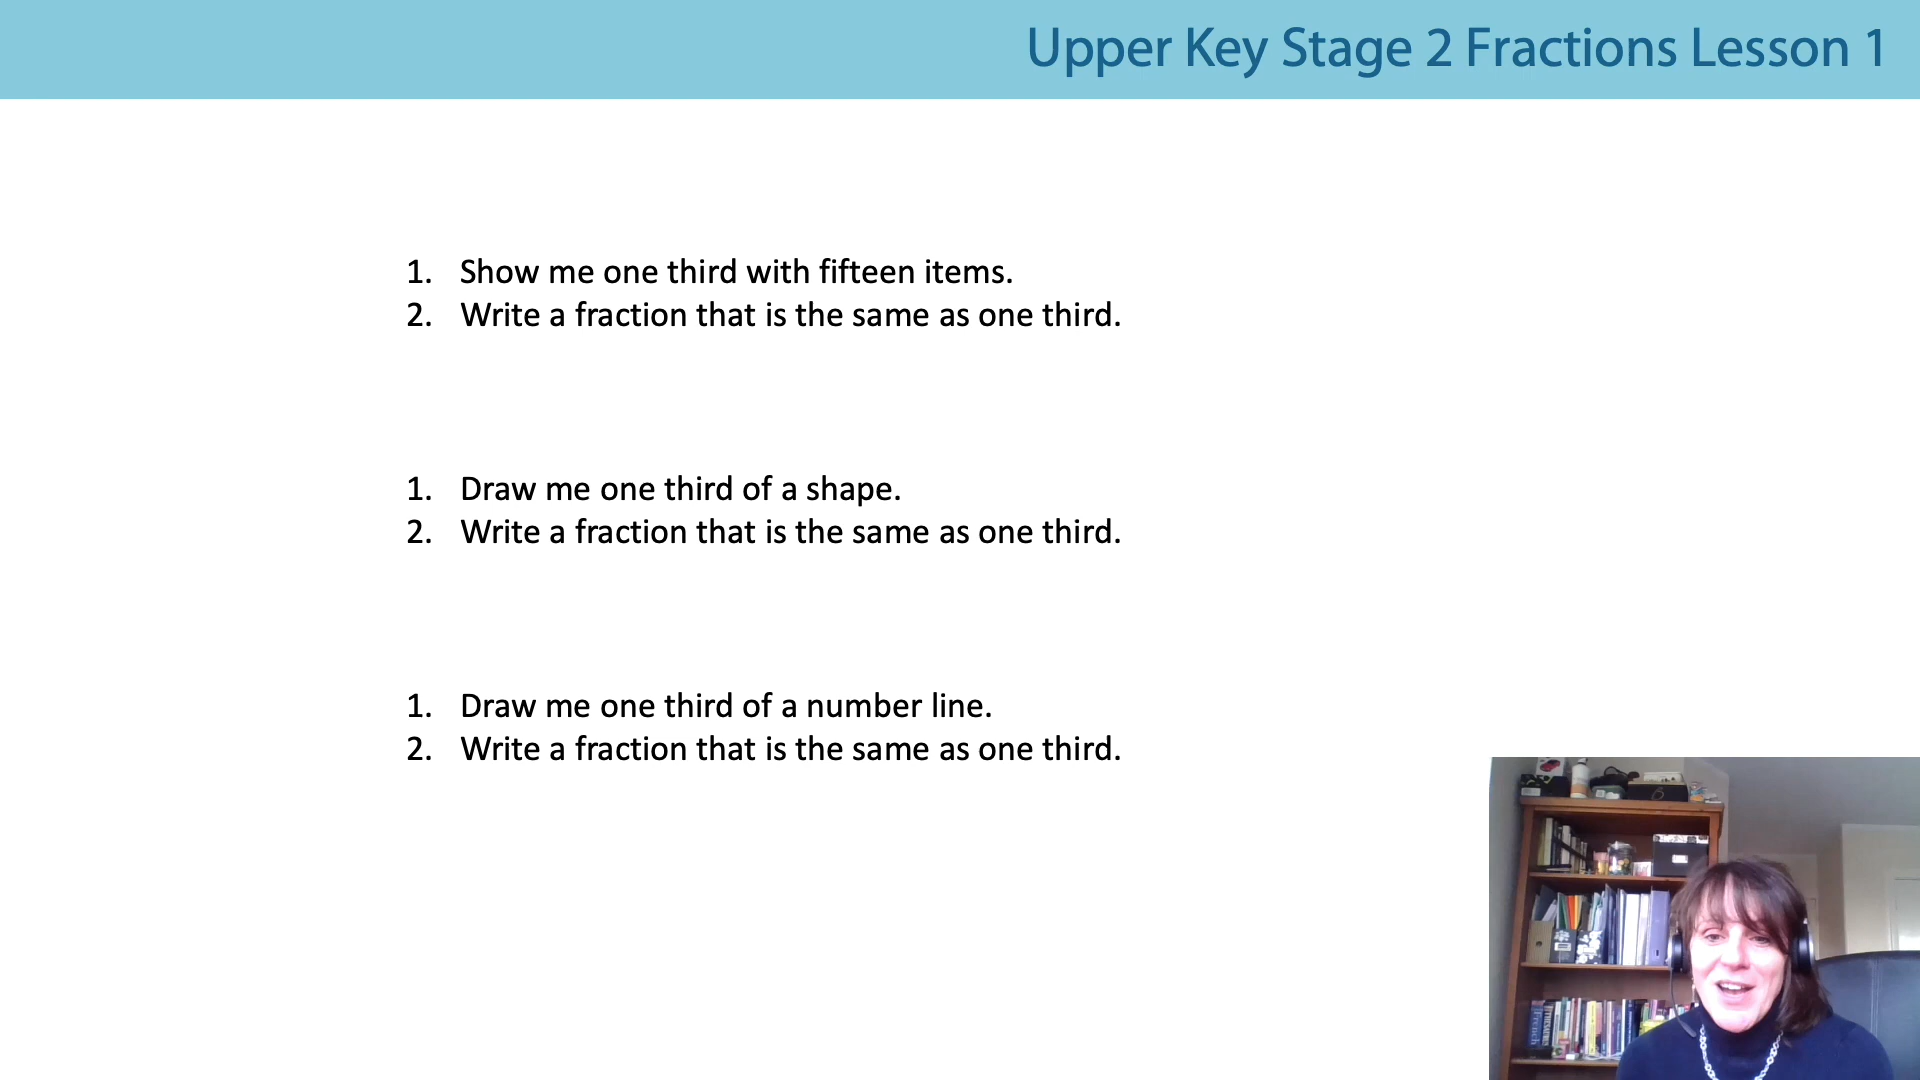 Upper Key Stage 2 Fractions Lesson 1
1. Show me one third with fifteen items.
2. Write a fraction that is the same as one third.
1. Draw me one third of a shape.
2. Write a fraction that is the same as one third.
1. Draw me one third of a number line.
2. Write a fraction that is the same as one third.